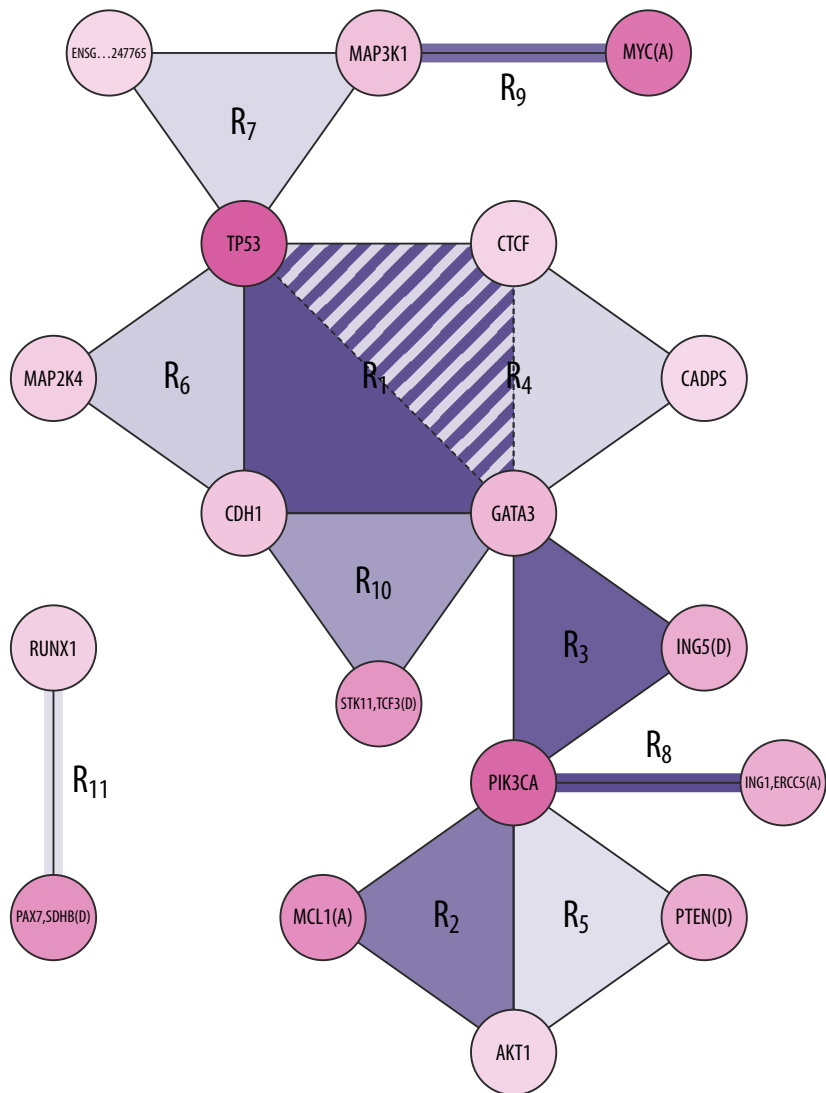 ENSG…247765
MAP3K1
MYC(A)
R9
R7
TP53
CTCF
MAP2K4
R6
R1
R4
CADPS
CDH1
GATA3
R10
RUNX1
R3
ING5(D)
STK11,TCF3(D)
R8
R11
PIK3CA
ING1,ERCC5(A)
PAX7,SDHB(D)
MCL1(A)
R2
R5
PTEN(D)
AKT1